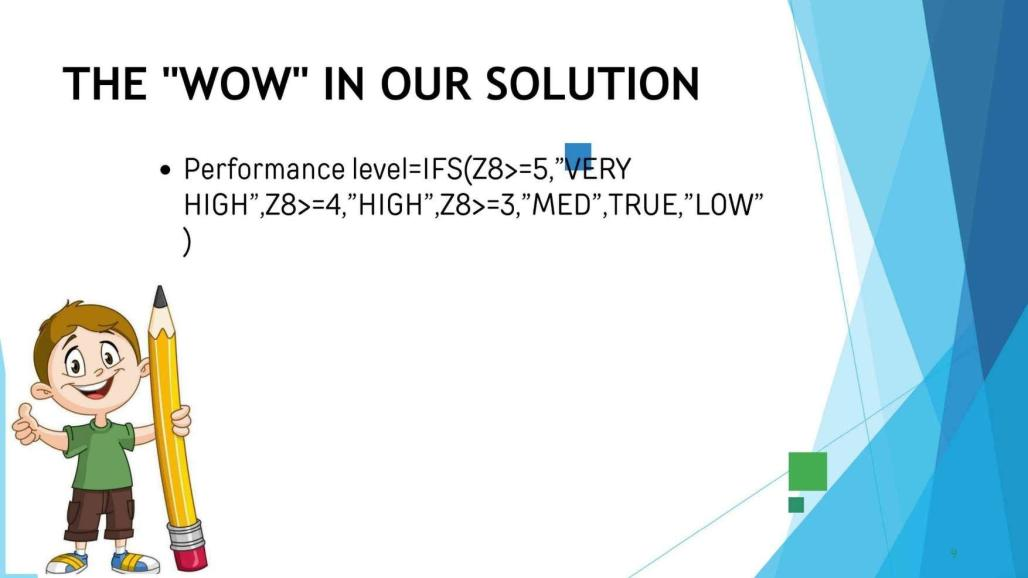 THE "WOW" IN OUR SOLUTION
• Performance level=IFS(Z8>=5,”VERY
HIGH”,Z8>=4,”HIGH”,Z8>=3,”MED”,TRUE,”LOW”
)
9